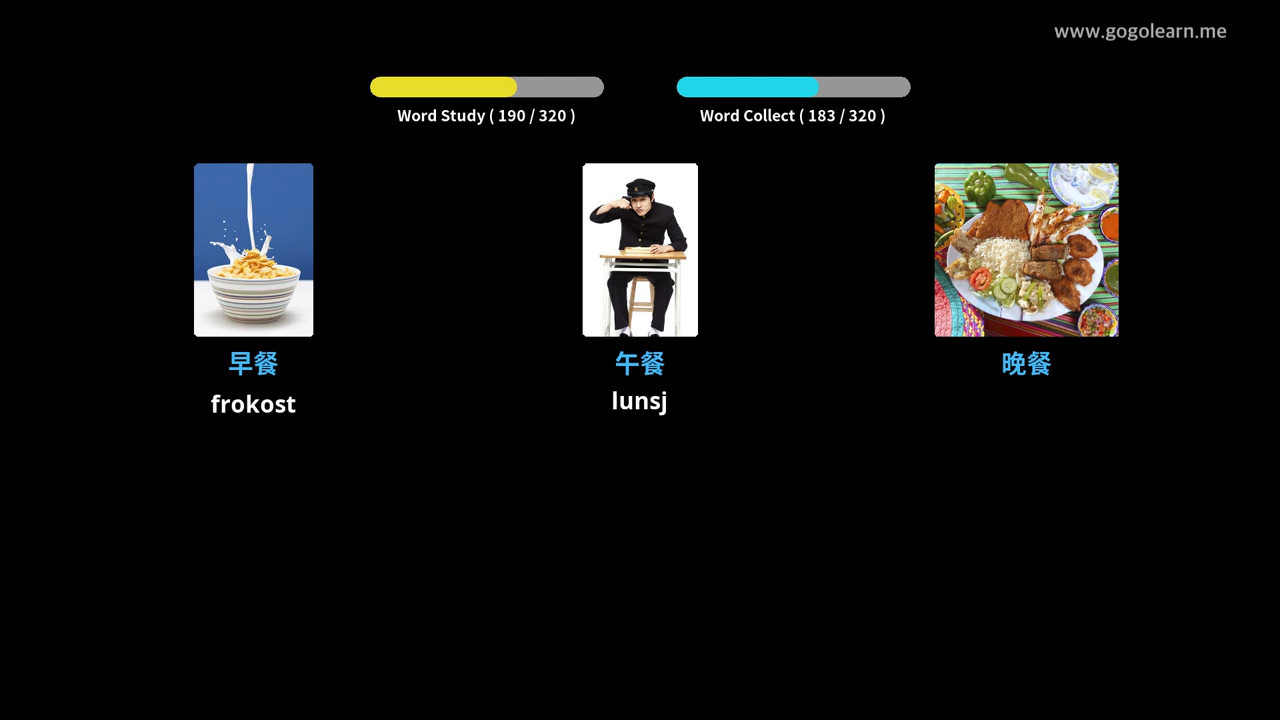 www.gogolearn.me
Word Study ( 190 / 320 )
Word Collect ( 183 / 320 )
早餐
午餐
晚餐
frokost
lunsj